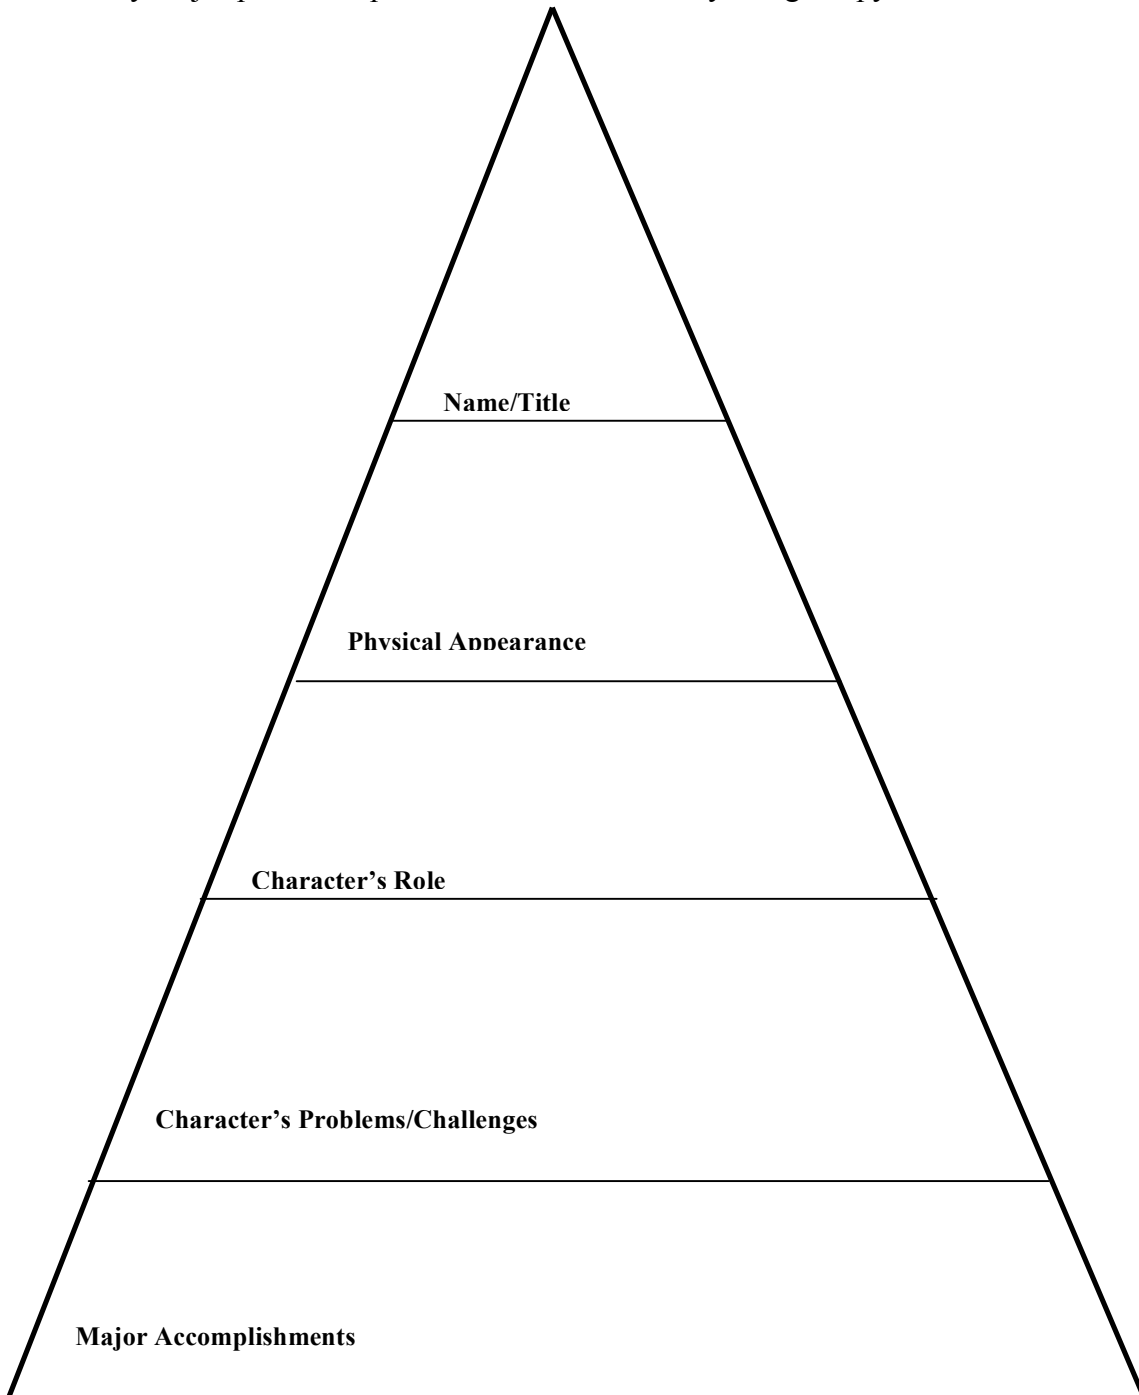 Name/Title
Physical Appearance
Character’s Role
Character’s Problems/Challenges
Major Accomplishments